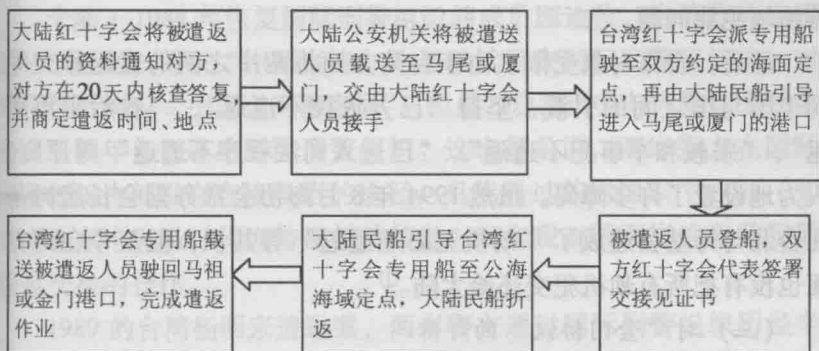 大陆红十字会将被遣返
人员的资料通知对方，
对方在20天内核查答复
并商定遣返时间、地点
大陆公安机关将被遣送
人员载送至马尾或厦
门，交由大陆红十字会
人员接手
台湾红十字会派专用船
驶至双方约定的海面定
点，再由大陆民船引导
进入马尾或厦门的港口
被遣返人员登船，双
方红十字会代表签署
交接见证书
大陆民船引导台湾红
十字会专用船至公海
海域定点，大陆民船折
返
台湾红十字会专用船载
送被遣返人员驶回马祖
或金门港口，完成遣返
作业